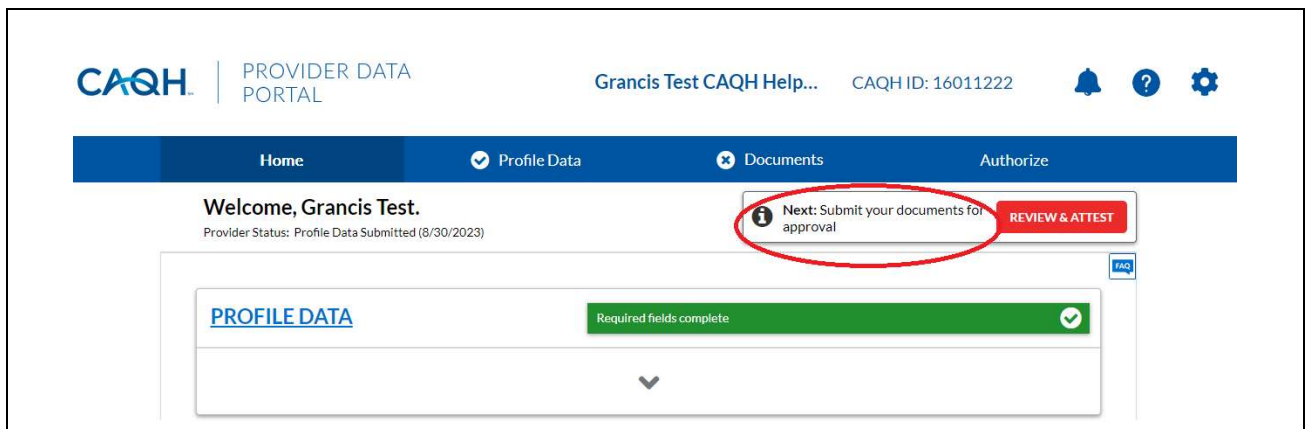 CAQH
PROVIDER DATA
PORTAL
Grancis Test CAQH Help...
CAQH ID: 16011222
Home
Profile Data
Documents
Authorize
Welcome, Grancis Test.
Provider Status: Profile Data Submitted (8/30/2023)
Next: Submit your documents for
approval
REVIEW & ATTEST
FAQ
PROFILE DATA
Required fields complete